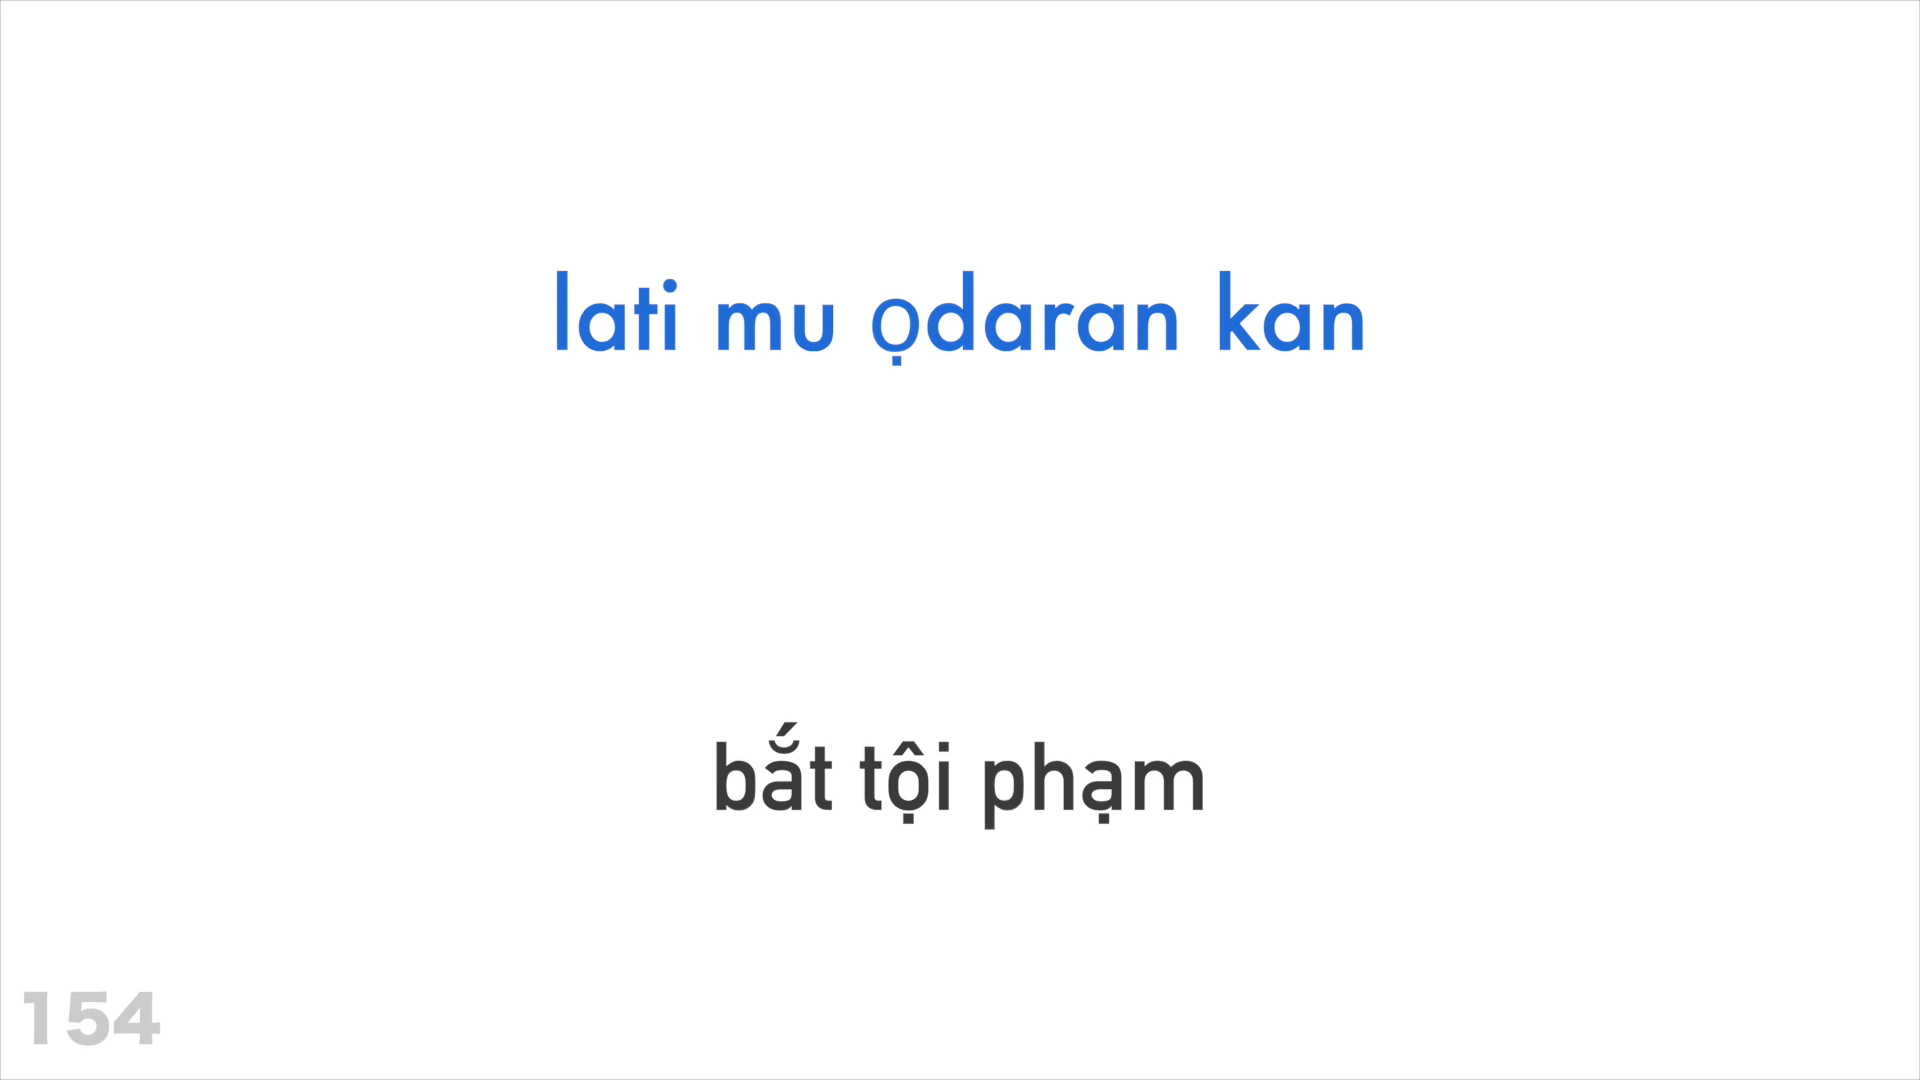 lati mu ọdaran kan
bắt tội phạm
154